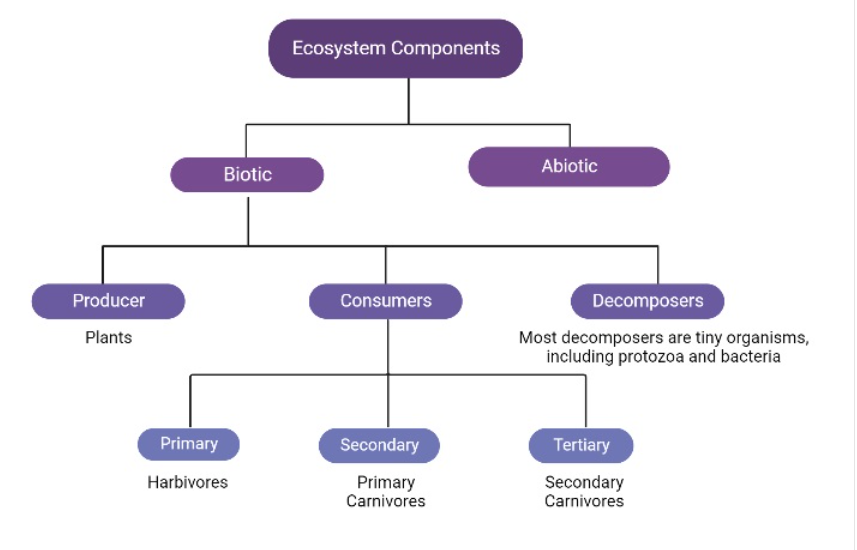 Ecosystem Components
Biotic
Abiotic
Producer
Consumers
Decomposers
Plants
Most decomposers are tiny organisms,
including protozoa and bacteria
Primary
Secondary
Tertiary
Harbivores
Primary
Carnivores
Secondary
Carnivores